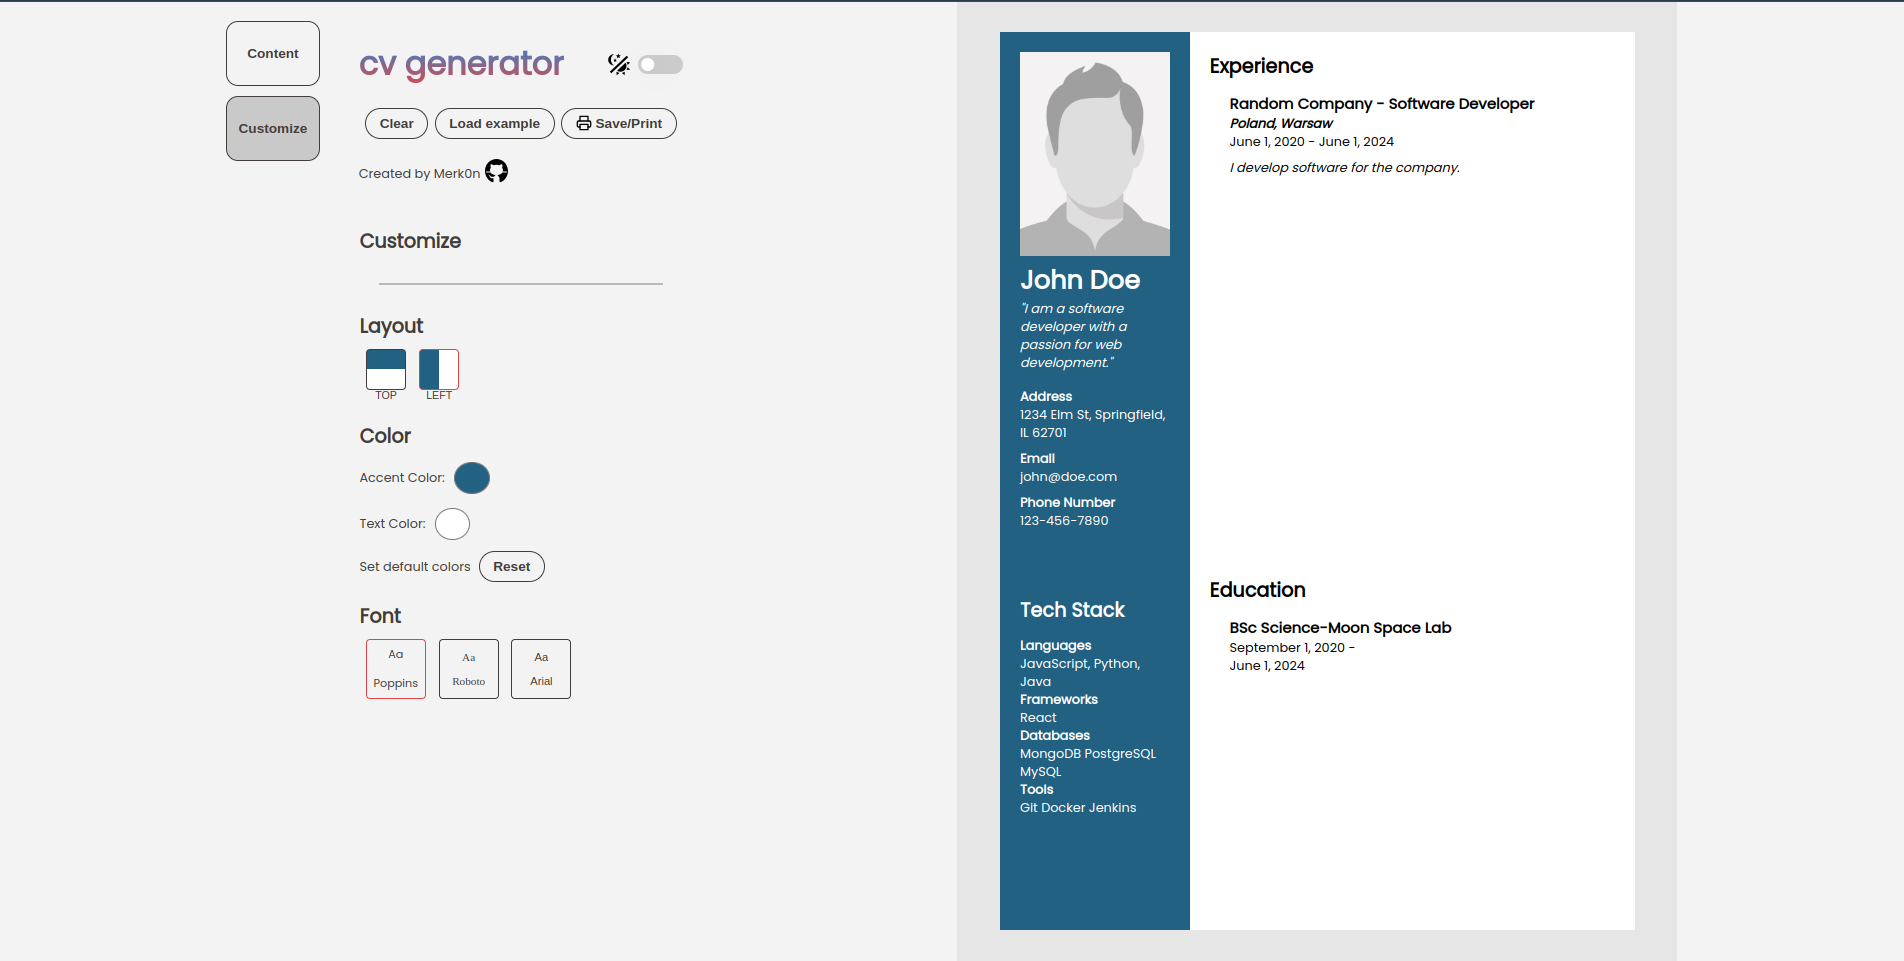 Content
Customize
cv generator
Clear
Load example
Save/Print
Created by Merk0n
Customize
Layout
TOP
LEFT
Color
Accent Color:
Text Color:
Set default colors
Reset
Font
Aa
Poppins
Aa
Roboto
Aa
Arial
John Doe
"I am a software
developer with a
passion for web
development."
Address
1234 Elm St, Springfield,
IL 62701
Email
john@doe.com
Phone Number
123-456-7890
Tech Stack
Languages
JavaScript, Python,
Java
Frameworks
React
Databases
MongoDB PostgreSQL
MySQL
Tools
Git Docker Jenkins
Experience
Random Company - Software Developer
Poland, Warsaw
June 1, 2020 - June 1, 2024
I develop software for the company.
Education
BSc Science-Moon Space Lab
September 1, 2020 -
June 1, 2024